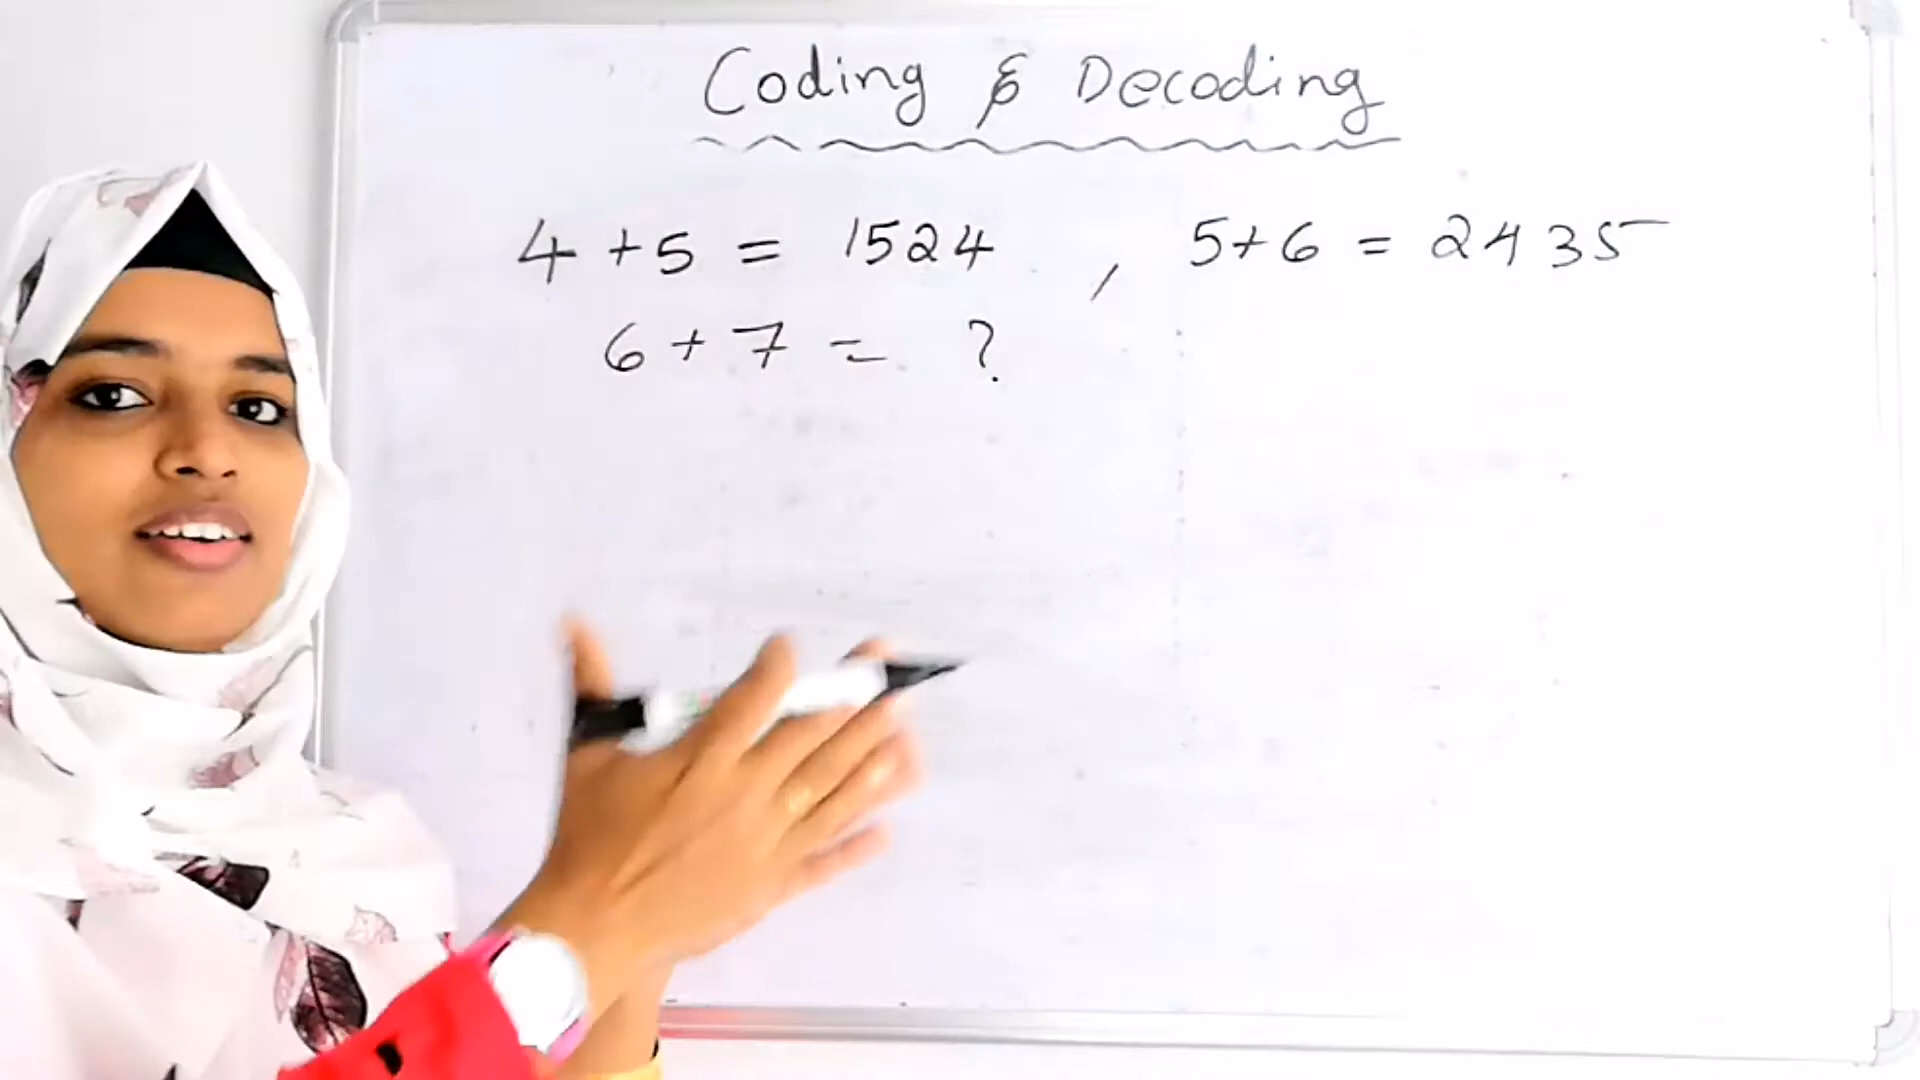 Coding & Decoding
4 + 5 = 1524 , 5+6 = 2435
6 + 7 = ?